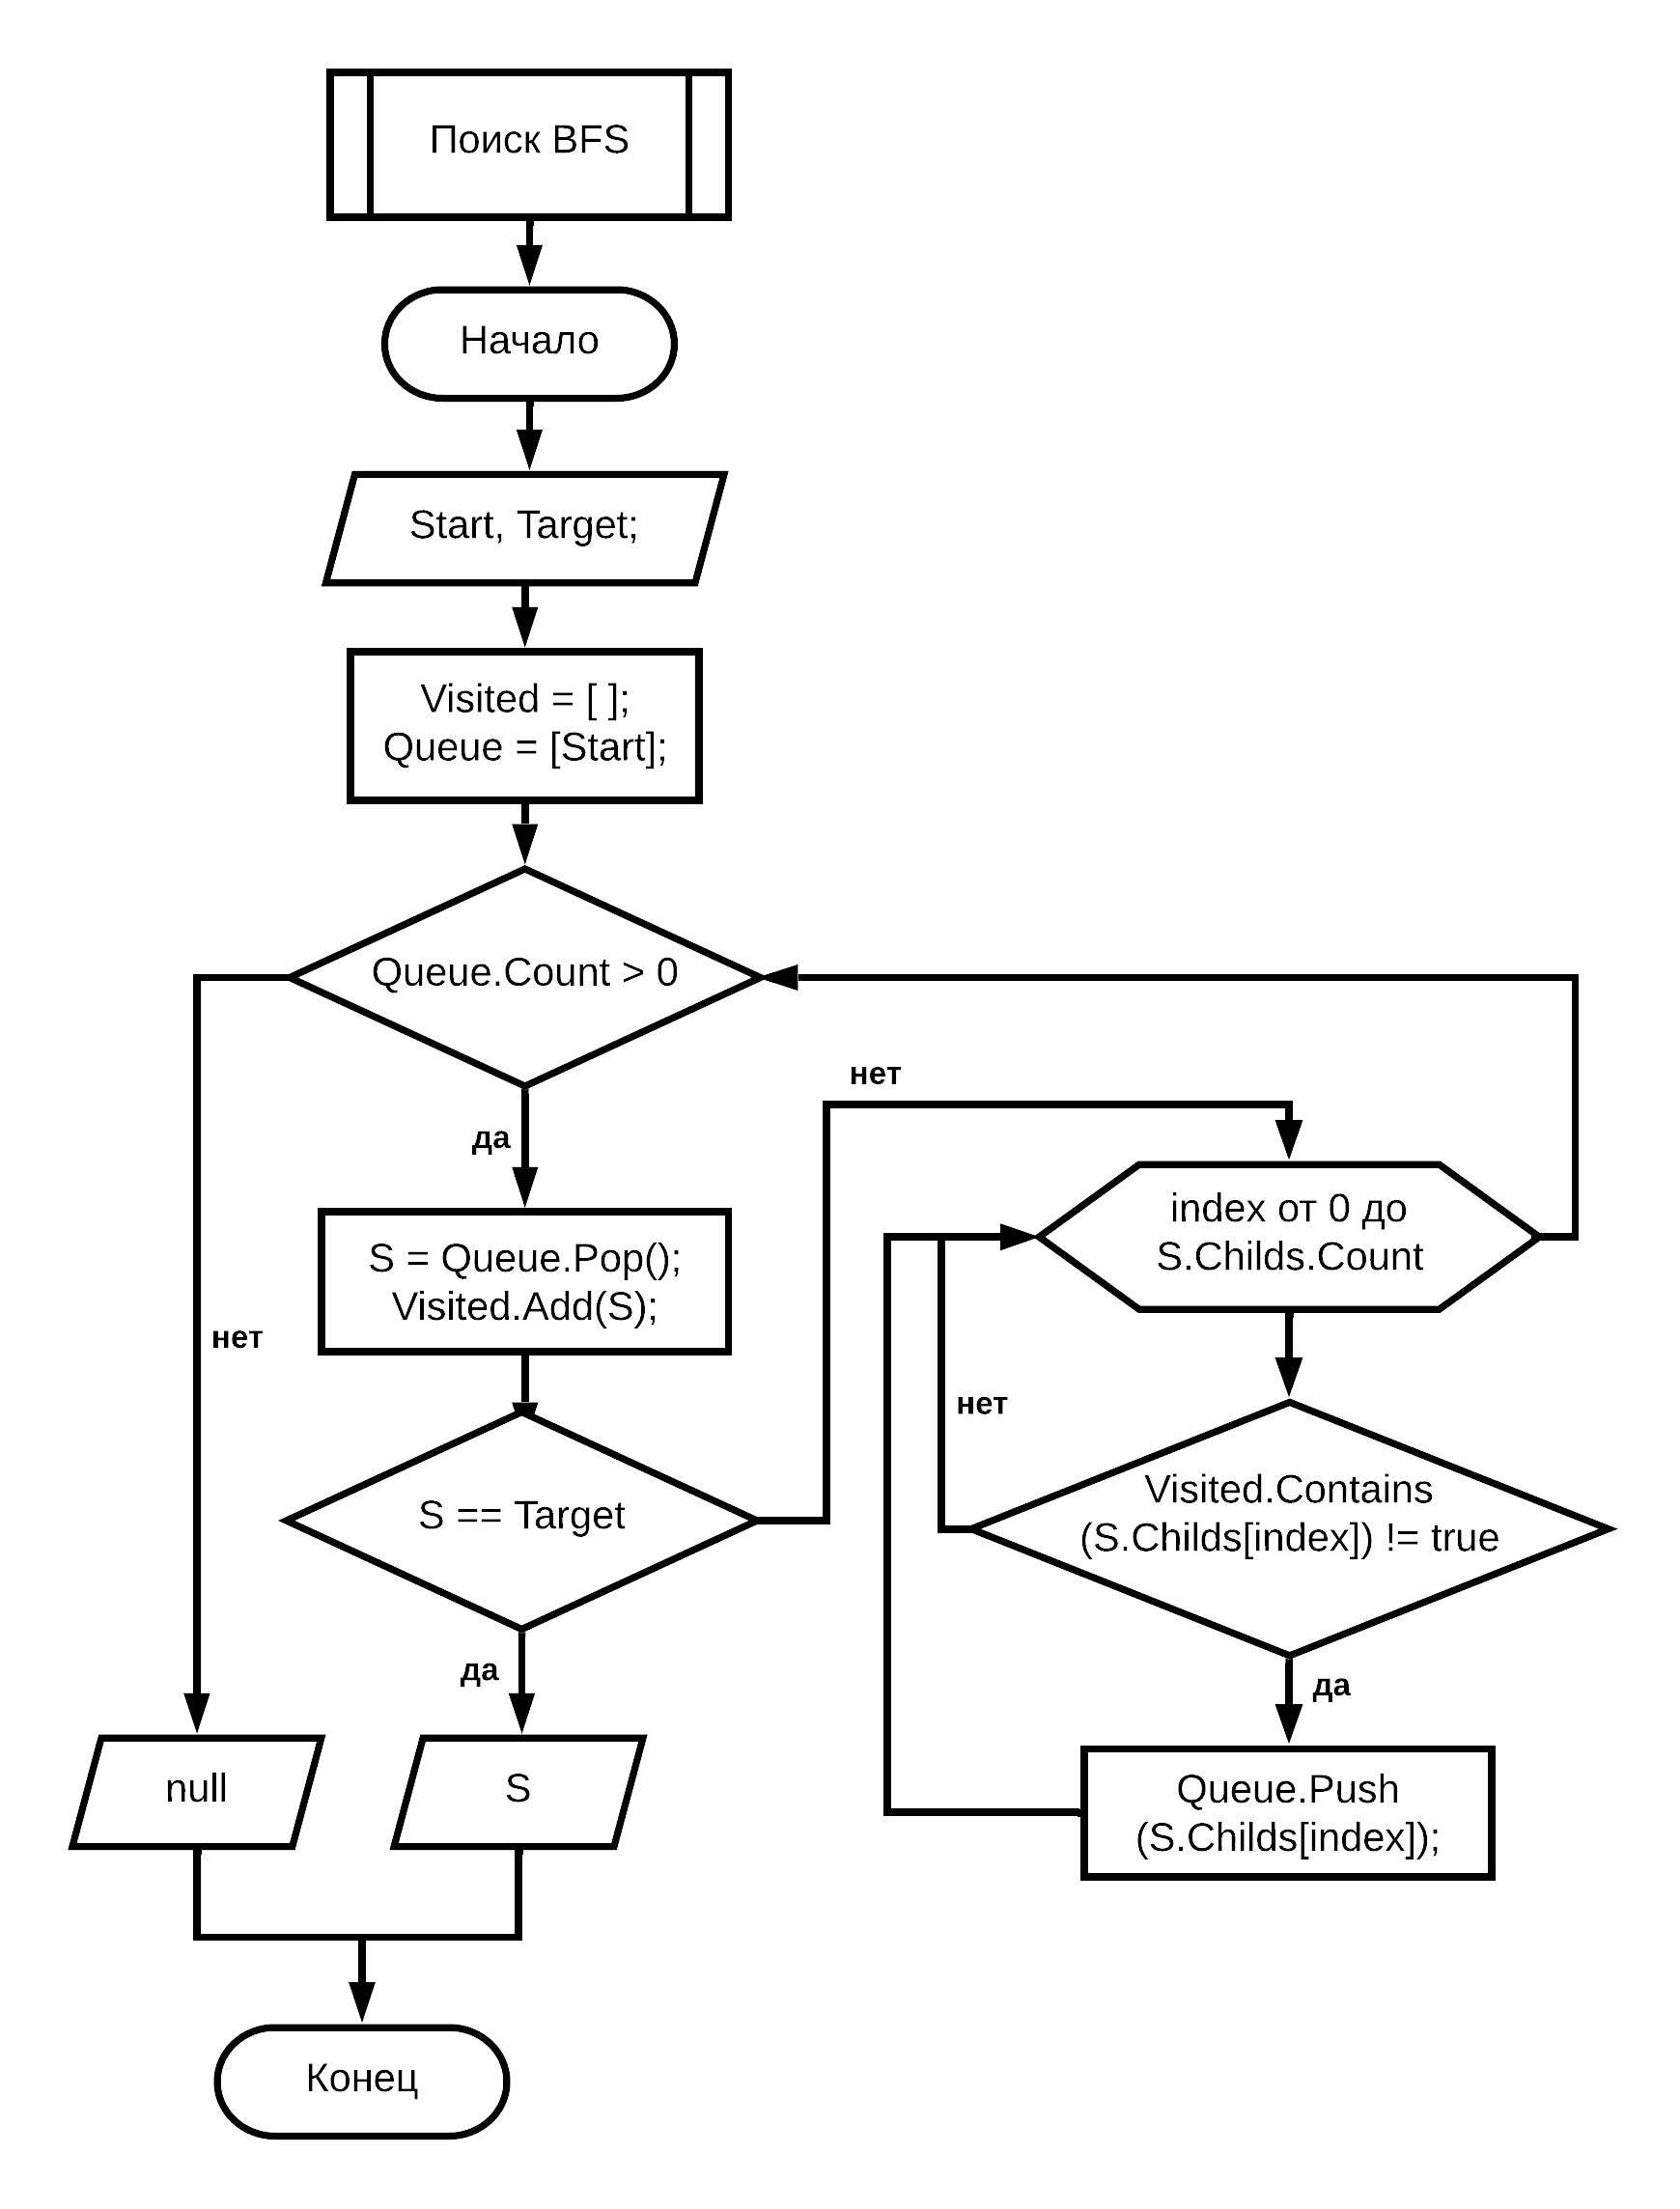 Поиск BFS
Начало
Start, Target;
Visited = [ ];
Queue = [Start];
Queue.Count > 0
нет
да
index от 0 до
S.Childs.Count
S = Queue.Pop();
Visited.Add(S);
нет
нет
Visited.Contains
(S.Childs[index]) != true
S == Target
да
да
null
S
Queue.Push
(S.Childs[index]);
Конец